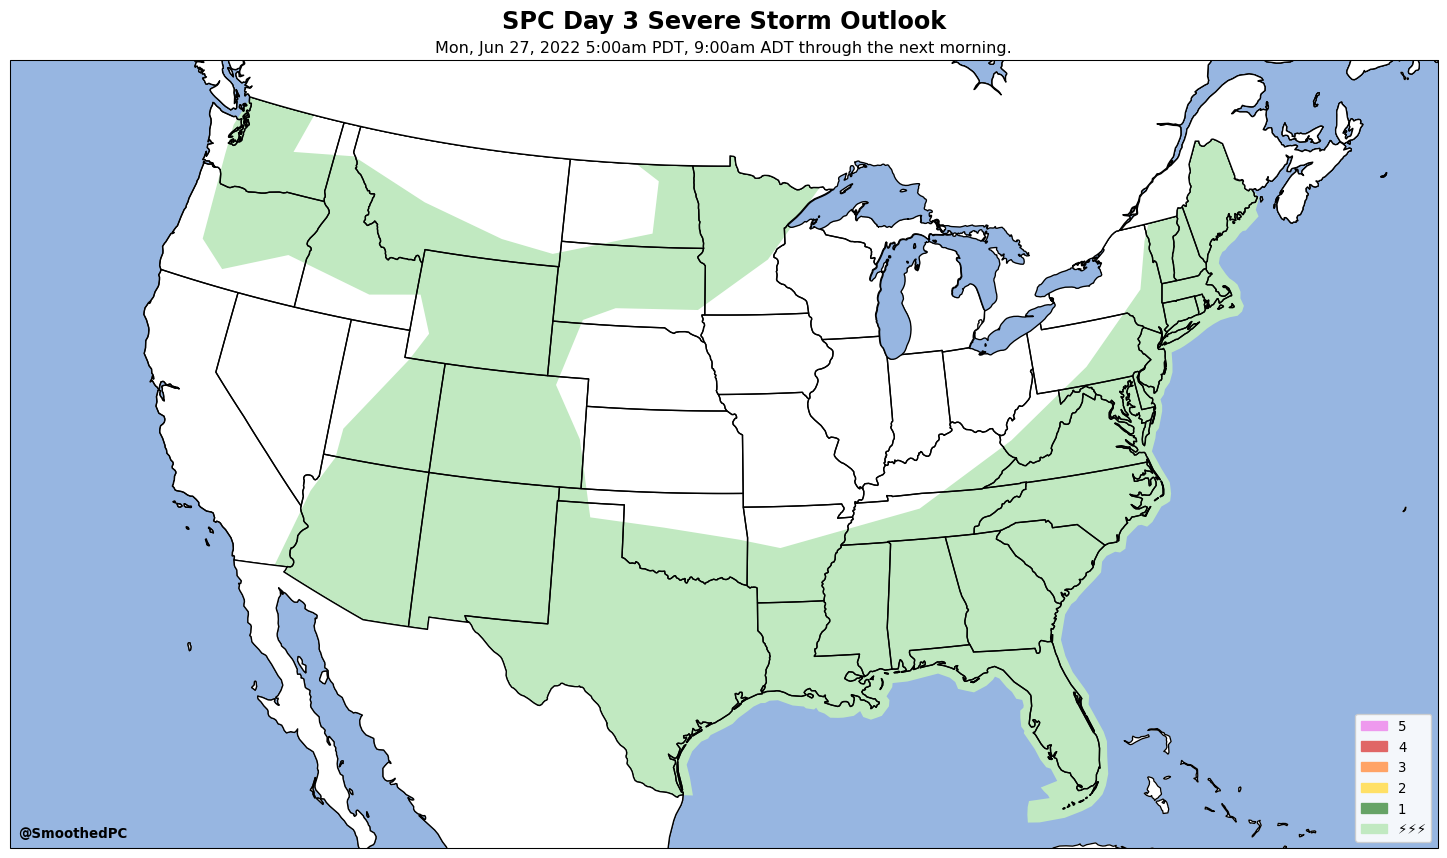 SPC Day 3 Severe Storm Outlook
Mon, Jun 27, 2022 5:00am PDT, 9:00am ADT through the next morning.
5
4
3
2
1
⚡⚡⚡
@SmoothedPC